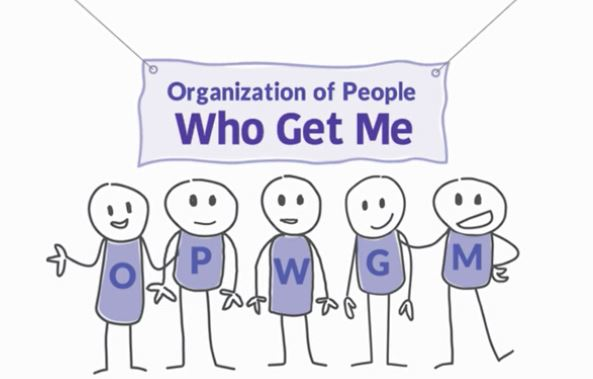 Organization of People
Who Get Me
O P W G M